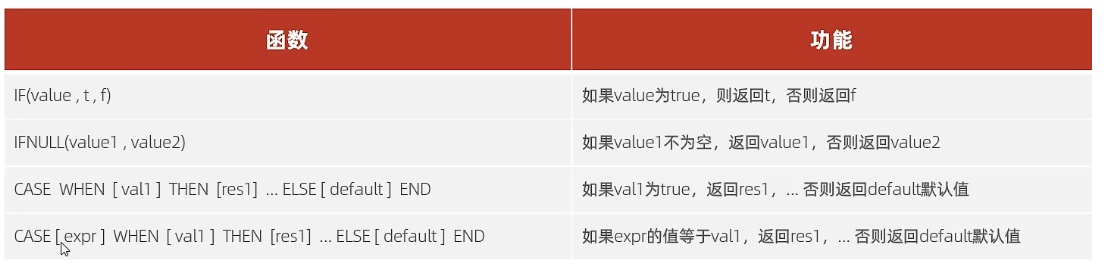 函数 功能
IF(value , t , f) 如果value为true，则返回t，否则返回f
IFNULL(value1 , value2) 如果value1不为空，返回value1，否则返回value2
CASE WHEN [ val1 ] THEN [res1] ... ELSE [ default ] END 如果val1为true，返回res1，... 否则返回default默认值
CASE [ expr ] WHEN [ val1 ] THEN [res1] ... ELSE [ default ] END 如果expr的值等于val1，返回res1，... 否则返回default默认值